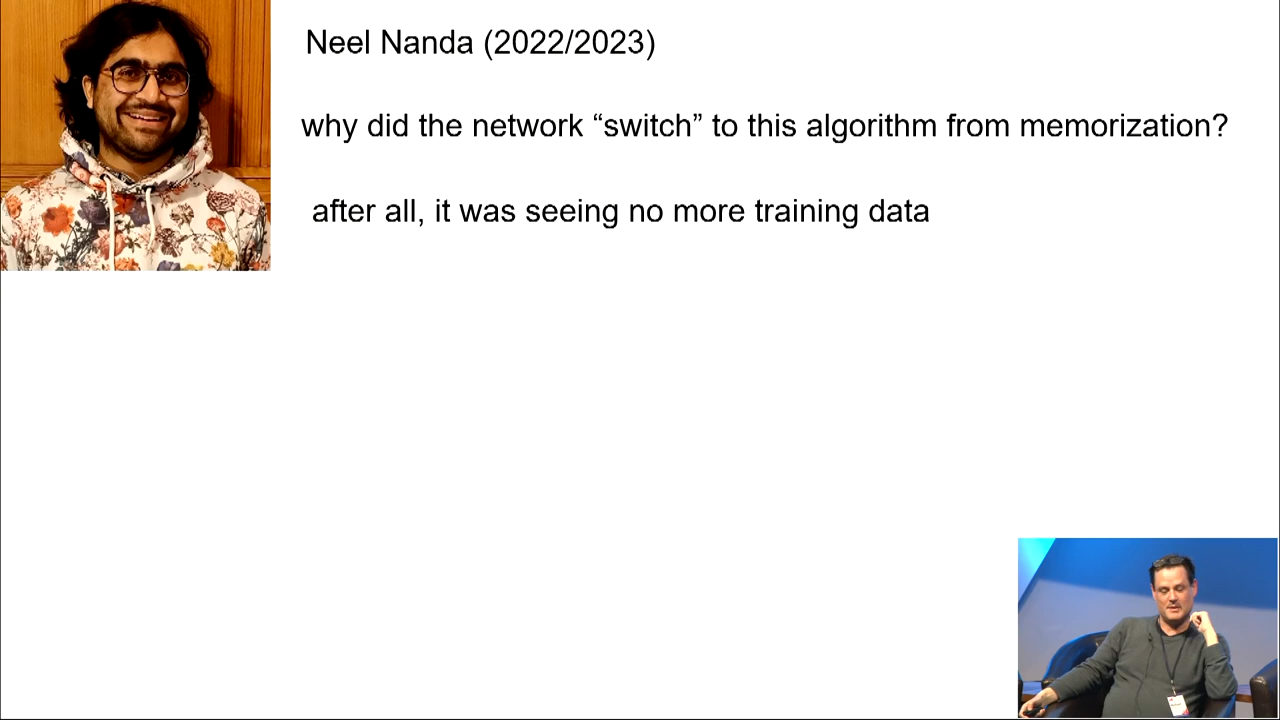 Neel Nanda (2022/2023)
why did the network “switch” to this algorithm from memorization?
after all, it was seeing no more training data